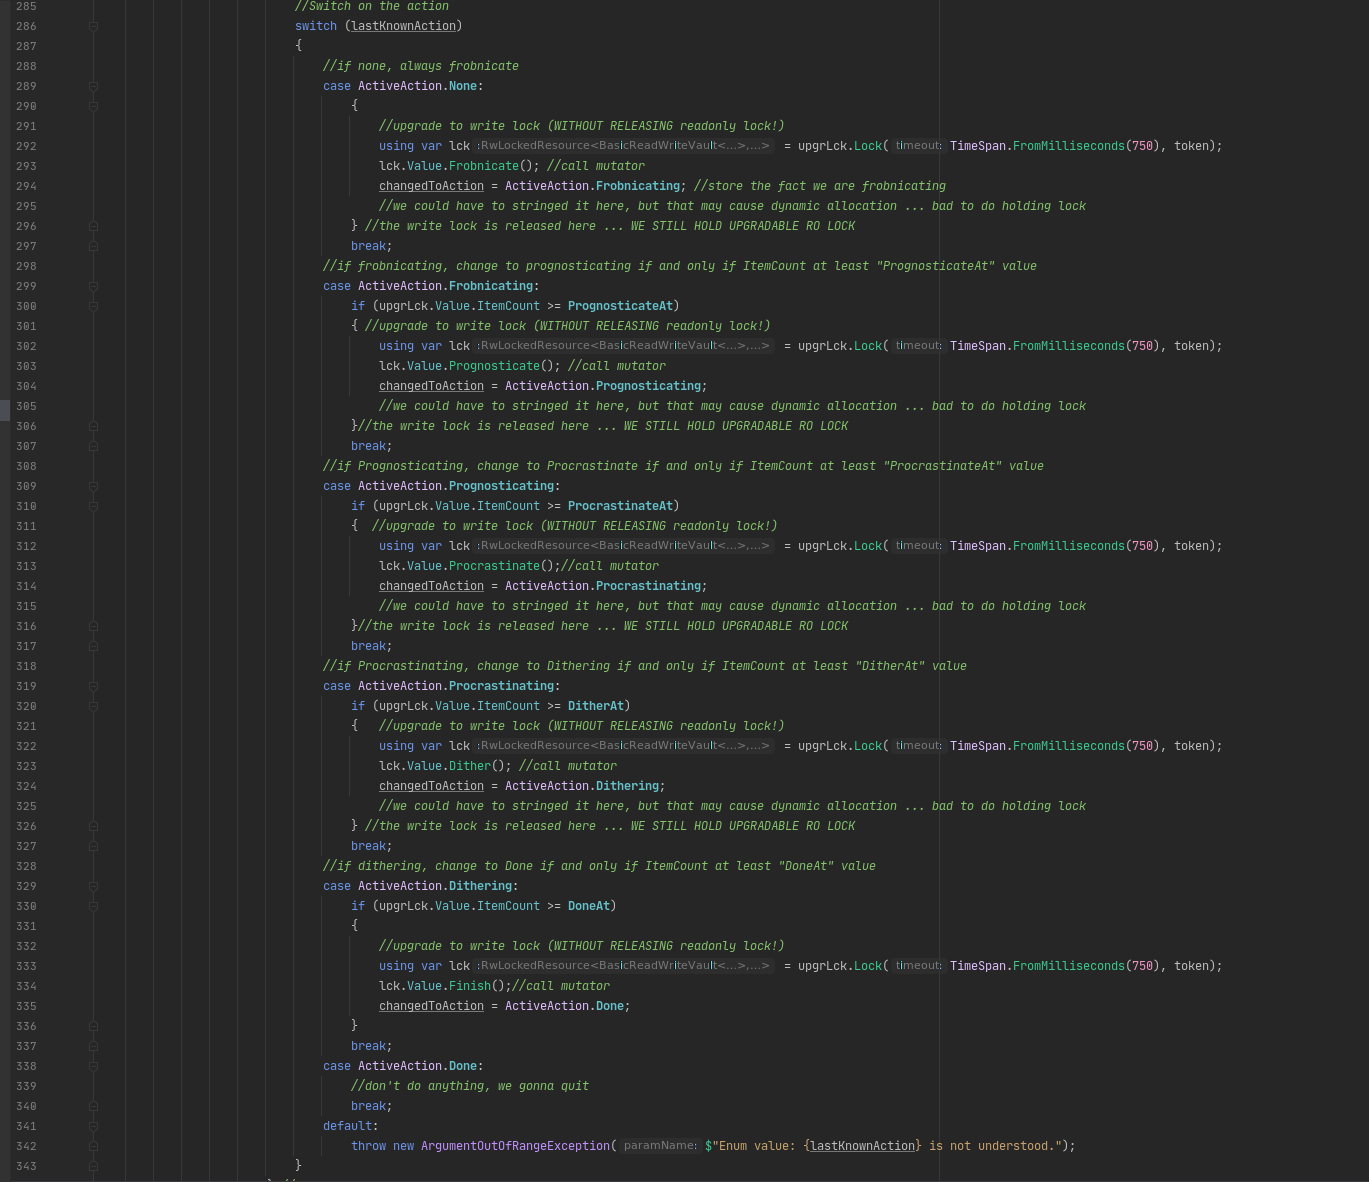 285 //Switch on the action
286 switch (lastKnownAction)
287 {
288 //if none, always frobnicate
289 case ActiveAction.None:
290 {
291 //upgrade to write lock (WITHOUT RELEASING readonly lock!)
292 using var lck :RwLockedResource<BasicReadWriteVault<...>,...> = upgrLck.Lock( timeout: TimeSpan.FromMilliseconds(750), token);
293 lck.Value.Frobnicate(); //call mutator
294 changedToAction = ActiveAction.Frobnicating; //store the fact we are frobnicating
295 //we could have to stringed it here, but that may cause dynamic allocation ... bad to do holding lock
296 } //the write lock is released here ... WE STILL HOLD UPGRADABLE RO LOCK
297 break;
298 //if frobnicating, change to prognosticating if and only if ItemCount at least "PrognosticateAt" value
299 case ActiveAction.Frobnicating:
300 if (upgrLck.Value.ItemCount >= PrognosticateAt)
301 { //upgrade to write lock (WITHOUT RELEASING readonly lock!)
302 using var lck :RwLockedResource<BasicReadWriteVault<...>,...> = upgrLck.Lock( timeout: TimeSpan.FromMilliseconds(750), token);
303 lck.Value.Prognosticate(); //call mutator
304 changedToAction = ActiveAction.Prognosticating;
305 //we could have to stringed it here, but that may cause dynamic allocation ... bad to do holding lock
306 }//the write lock is released here ... WE STILL HOLD UPGRADABLE RO LOCK
307 break;
308 //if Prognosticating, change to Procrastinate if and only if ItemCount at least "ProcrastinateAt" value
309 case ActiveAction.Prognosticating:
310 if (upgrLck.Value.ItemCount >= ProcrastinateAt)
311 {  //upgrade to write lock (WITHOUT RELEASING readonly lock!)
312 using var lck :RwLockedResource<BasicReadWriteVault<...>,...> = upgrLck.Lock( timeout: TimeSpan.FromMilliseconds(750), token);
313 lck.Value.Procrastinate();//call mutator
314 changedToAction = ActiveAction.Procrastinating;
315 //we could have to stringed it here, but that may cause dynamic allocation ... bad to do holding lock
316 }//the write lock is released here ... WE STILL HOLD UPGRADABLE RO LOCK
317 break;
318 //if Procrastinating, change to Dithering if and only if ItemCount at least "DitherAt" value
319 case ActiveAction.Procrastinating:
320 if (upgrLck.Value.ItemCount >= DitherAt)
321 {   //upgrade to write lock (WITHOUT RELEASING readonly lock!)
322 using var lck :RwLockedResource<BasicReadWriteVault<...>,...> = upgrLck.Lock( timeout: TimeSpan.FromMilliseconds(750), token);
323 lck.Value.Dither(); //call mutator
324 changedToAction = ActiveAction.Dithering;
325 //we could have to stringed it here, but that may cause dynamic allocation ... bad to do holding lock
326 } //the write lock is released here ... WE STILL HOLD UPGRADABLE RO LOCK
327 break;
328 //if dithering, change to Done if and only if ItemCount at least "DoneAt" value
329 case ActiveAction.Dithering:
330 if (upgrLck.Value.ItemCount >= DoneAt)
331 {
332 //upgrade to write lock (WITHOUT RELEASING readonly lock!)
333 using var lck :RwLockedResource<BasicReadWriteVault<...>,...> = upgrLck.Lock( timeout: TimeSpan.FromMilliseconds(750), token);
334 lck.Value.Finish();//call mutator
335 changedToAction = ActiveAction.Done;
336 }
337 break;
338 case ActiveAction.Done:
339 //don't do anything, we gonna quit
340 break;
341 default:
342 throw new ArgumentOutOfRangeException( paramName: $"Enum value: {lastKnownAction} is not understood.");
343 }